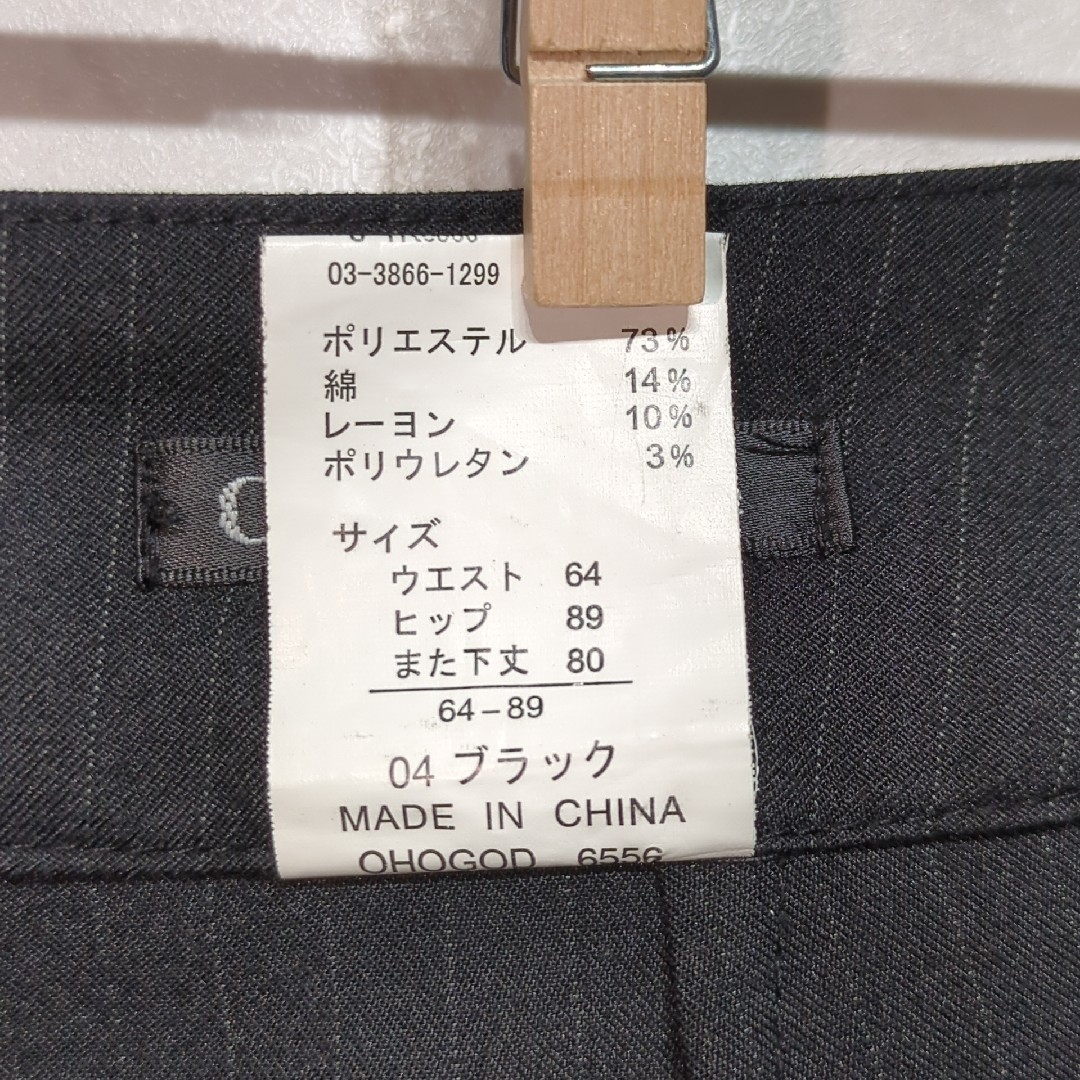 03-3866-1299
ポリエステル 73%
綿 14%
レーヨン 10%
ポリウレタン 3%
サイズ
ウエスト 64
ヒップ 89
また下丈 80
64-89
04 ブラック
MADE IN CHINA
OHOGOD 6556